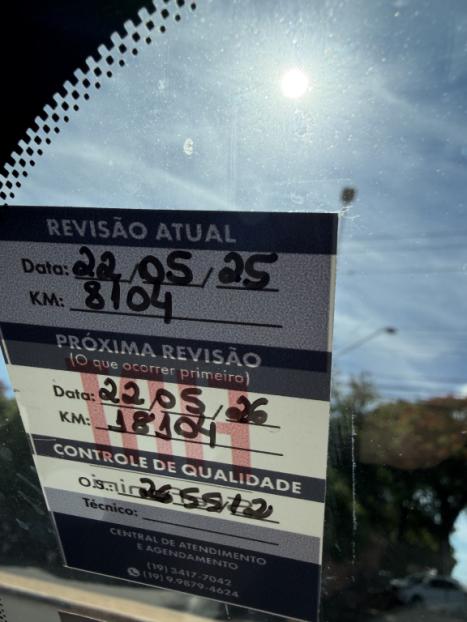 REVISÃO ATUAL
Data: 22/05/25
KM: 8104
PRÓXIMA REVISÃO
(O que ocorrer primeiro)
Data: 22/05/26
KM: 18104
CONTROLE DE QUALIDADE
O.S.: 265512
Técnico:
CENTRAL DE ATENDIMENTO
E AGENDAMENTO
(19) 3417-7042
(19) 9.9879-4624